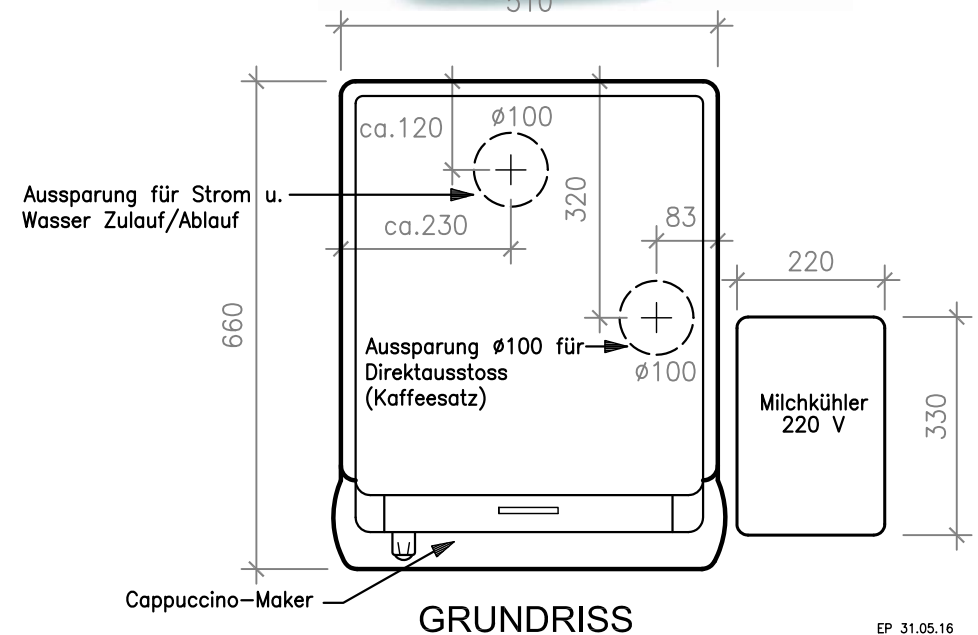 510
ca.120
ø100
Aussparung für Strom u.
Wasser Zulauf/Ablauf
320
83
ca.230
220
660
Aussparung ø100 für
Direktausstoss
(Kaffeesatz)
ø100
Milchkühler
220 V
330
Cappuccino-Maker
GRUNDRISS
EP 31.05.16